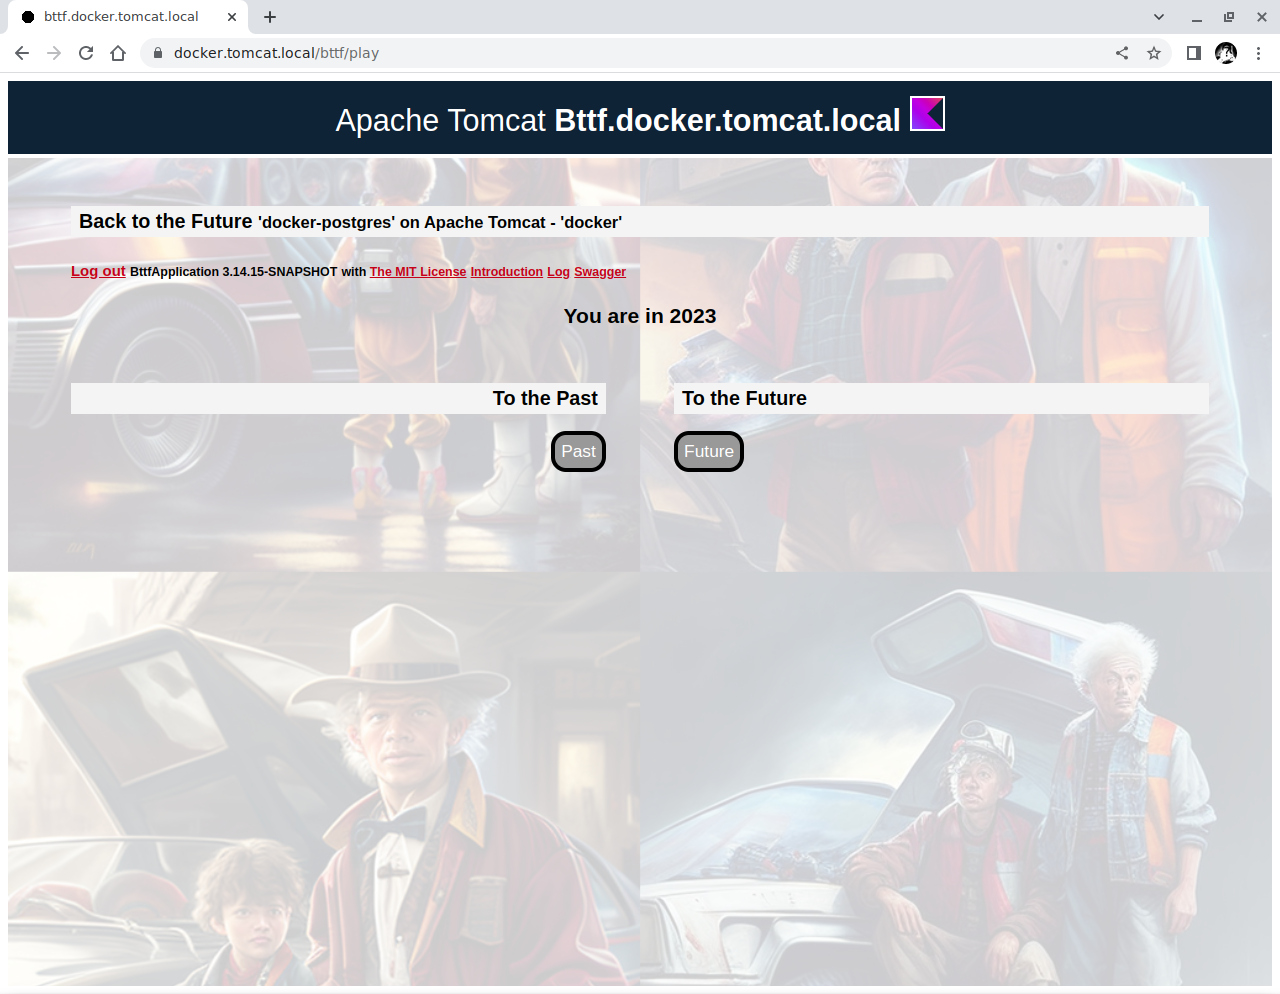 bttf.docker.tomcat.local
docker.tomcat.local/bttf/play
Apache Tomcat Bttf.docker.tomcat.local
Back to the Future 'docker-postgres' on Apache Tomcat - 'docker'
Log out BttfApplication 3.14.15-SNAPSHOT with The MIT License Introduction Log Swagger
You are in 2023
To the Past To the Future
Past Future